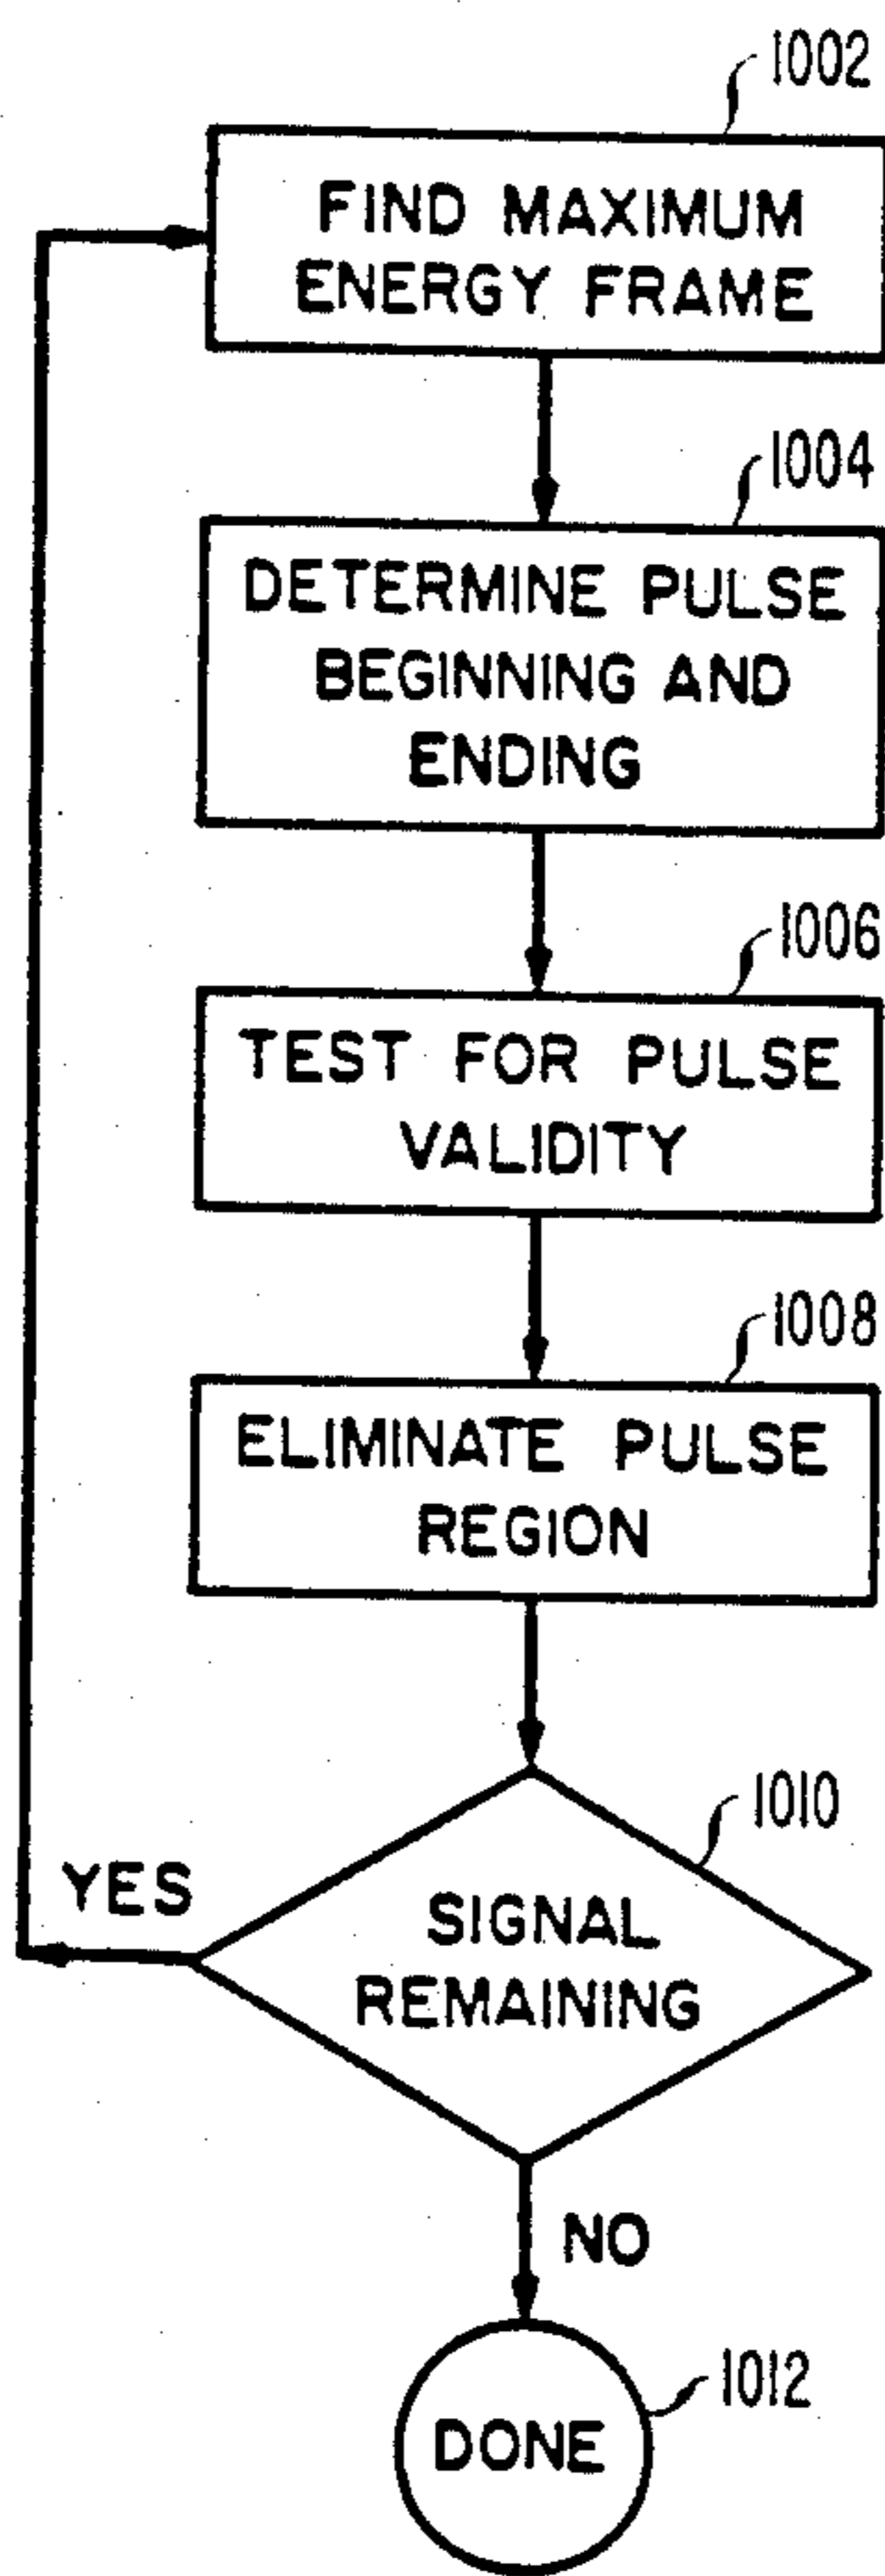 1002
FIND MAXIMUM
ENERGY FRAME
1004
DETERMINE PULSE
BEGINNING AND
ENDING
1006
TEST FOR PULSE
VALIDITY
1008
ELIMINATE PULSE
REGION
1010
YES
SIGNAL
REMAINING
NO
1012
DONE